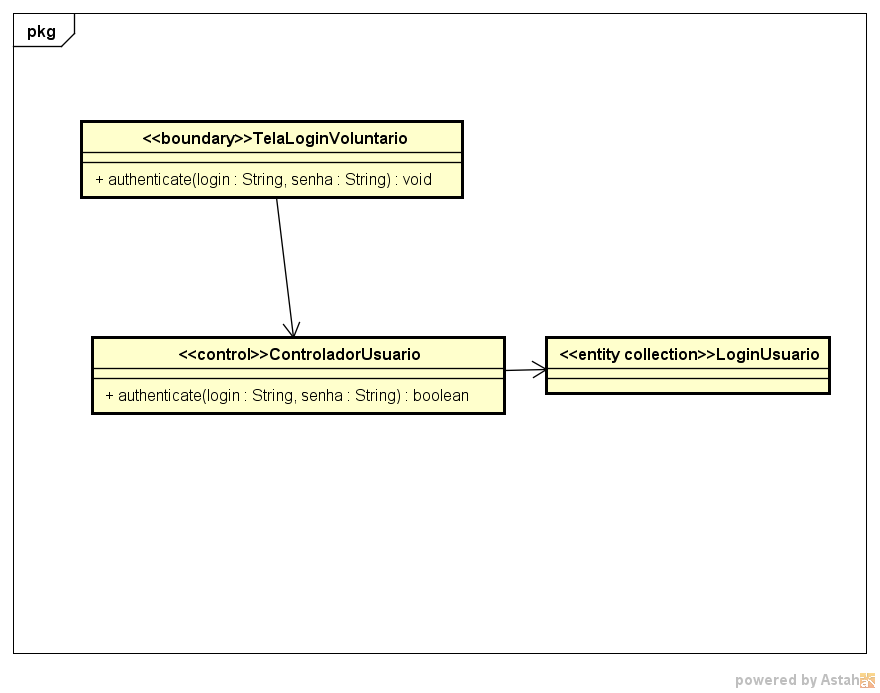 pkg
<<boundary>>TelaLoginVoluntario
+ authenticate(login : String, senha : String) : void
<<control>>ControladorUsuario
+ authenticate(login : String, senha : String) : boolean
<<entity collection>>LoginUsuario
powered by Astah